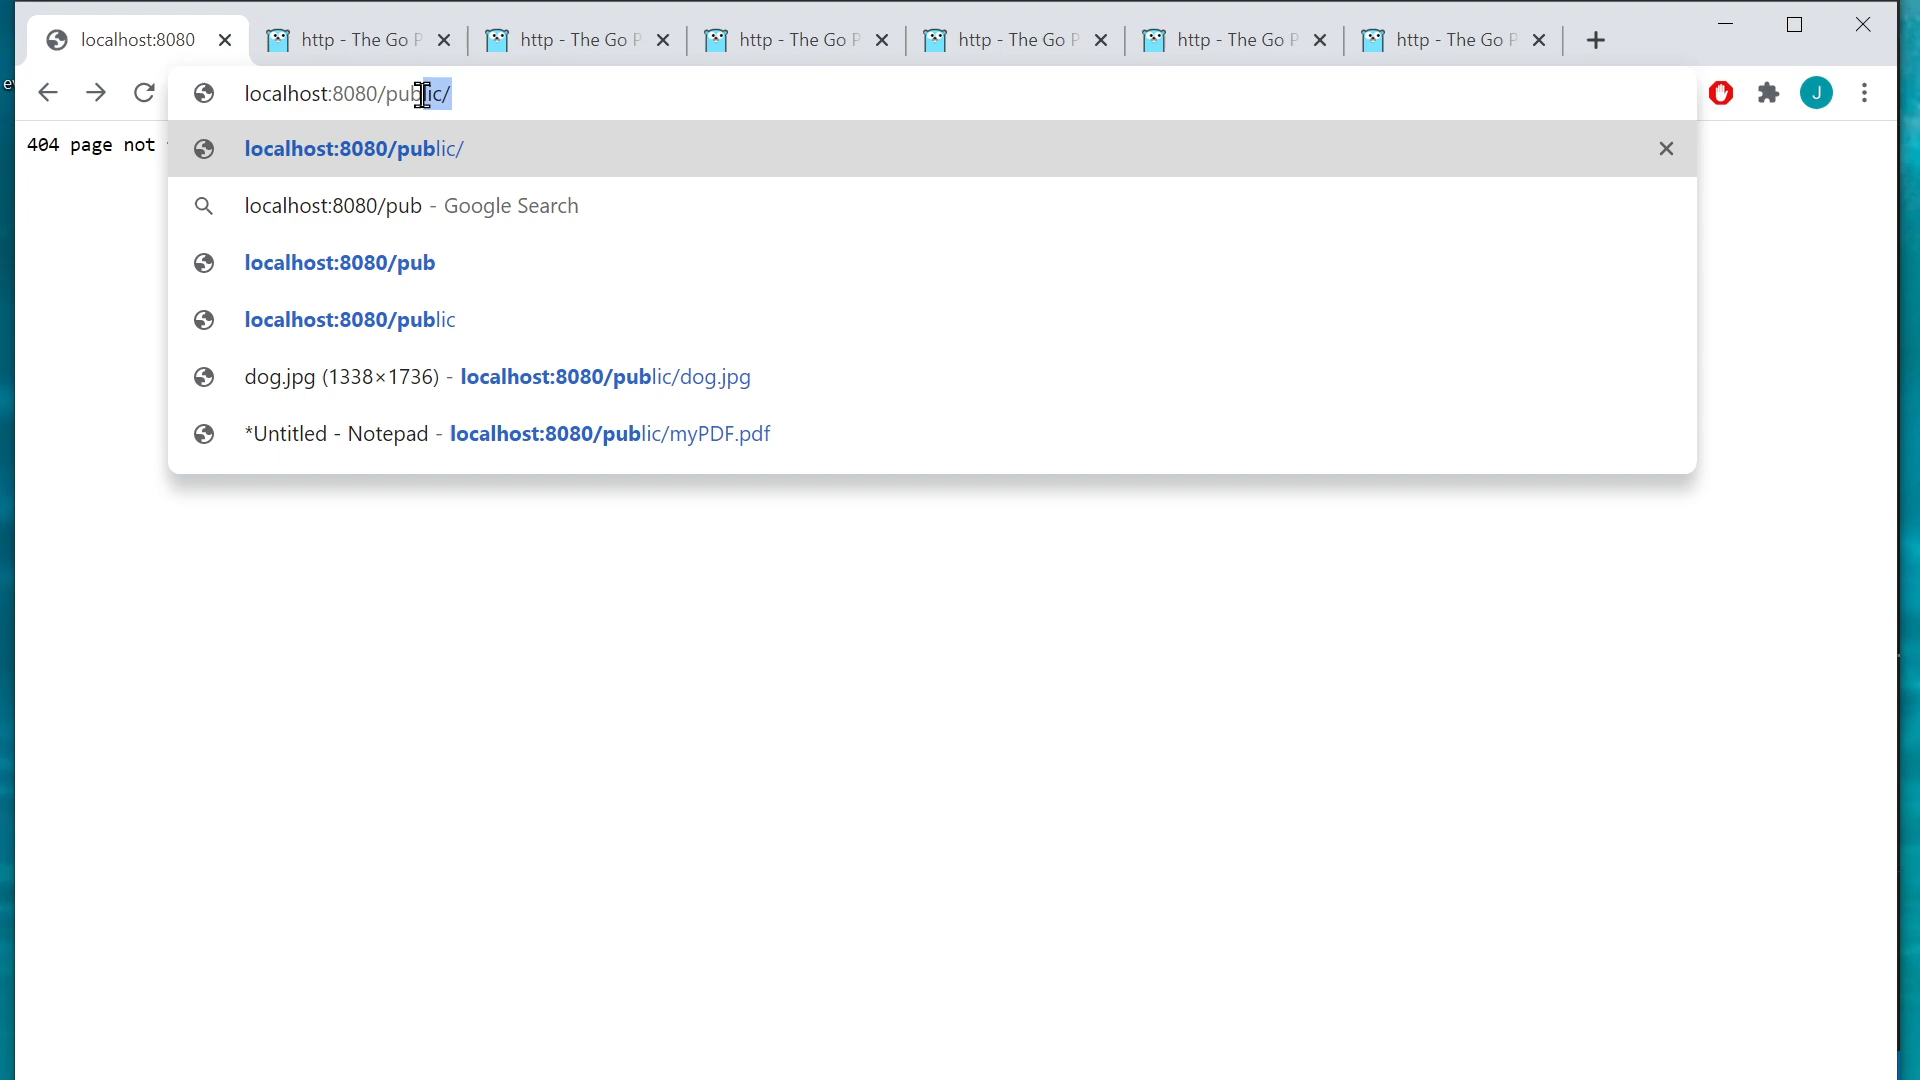 localhost:8080
http - The Go P
http - The Go P
http - The Go P
http - The Go P
http - The Go P
http - The Go P
localhost:8080/public/
J
404 page not
localhost:8080/public/
localhost:8080/pub - Google Search
localhost:8080/pub
localhost:8080/public
dog.jpg (1338×1736) - localhost:8080/public/dog.jpg
*Untitled - Notepad - localhost:8080/public/myPDF.pdf